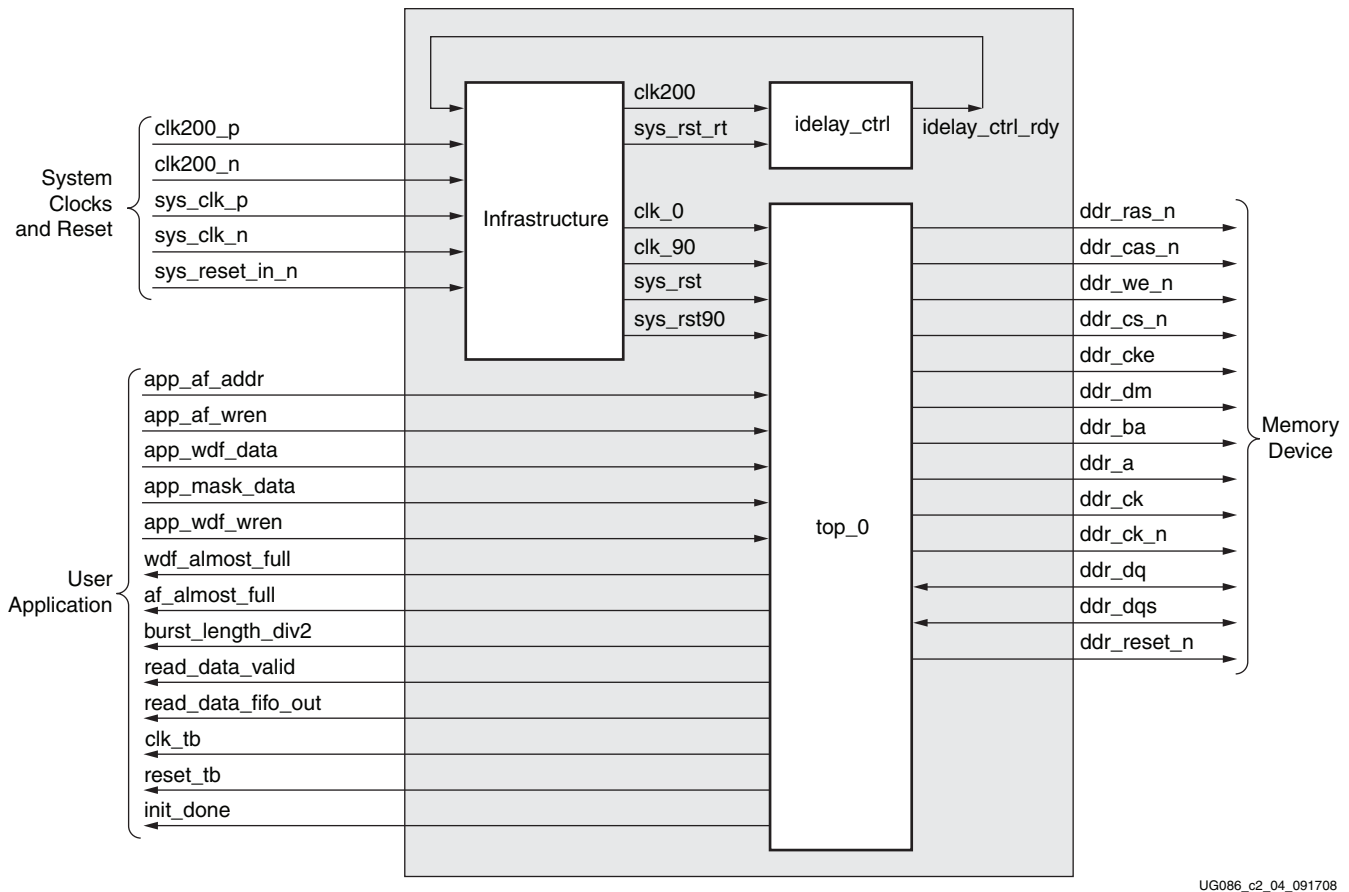 clk200
sys_rst_rt
idelay_ctrl
idelay_ctrl_rdy
System
Clocks
and Reset
clk200_p
clk200_n
sys_clk_p
sys_clk_n
sys_reset_in_n
Infrastructure
clk_0
clk_90
sys_rst
sys_rst90
User
Application
app_af_addr
app_af_wren
app_wdf_data
app_mask_data
app_wdf_wren
wdf_almost_full
af_almost_full
burst_length_div2
read_data_valid
read_data_fifo_out
clk_tb
reset_tb
init_done
top_0
ddr_ras_n
ddr_cas_n
ddr_we_n
ddr_cs_n
ddr_cke
ddr_dm
ddr_ba
ddr_a
ddr_ck
ddr_ck_n
ddr_dq
ddr_dqs
ddr_reset_n
Memory
Device
UG086_c2_04_091708